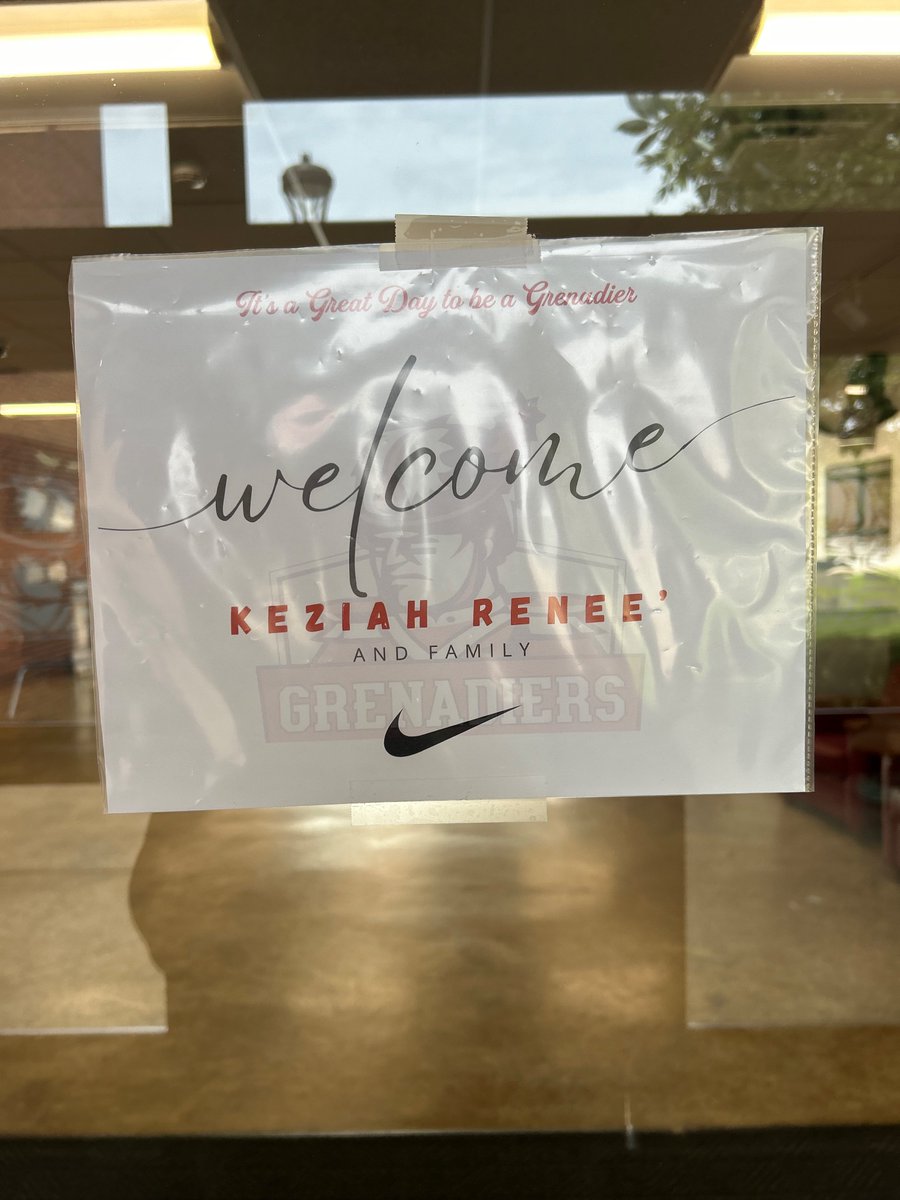 It's a Great Day to be a Grenadier
welcome
KEZIAH RENEE'
AND FAMILY
GRENADIERS